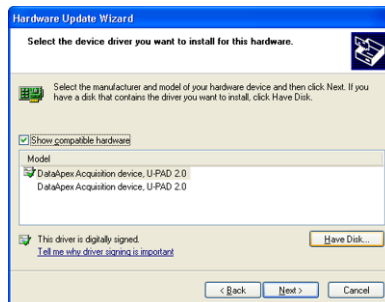 Hardware Update Wizard
Select the device driver you want to install for this hardware.
Select the manufacturer and model of your hardware device and then click Next. If you
have a disk that contains the driver you want to install, click Have Disk.
Show compatible hardware
Model
DataApex Acquisition device, U-PAD 2.0
DataApex Acquisition device, U-PAD 2.0
This driver is digitally signed.
Tell me why driver signing is important
Have Disk...
< Back
Next >
Cancel